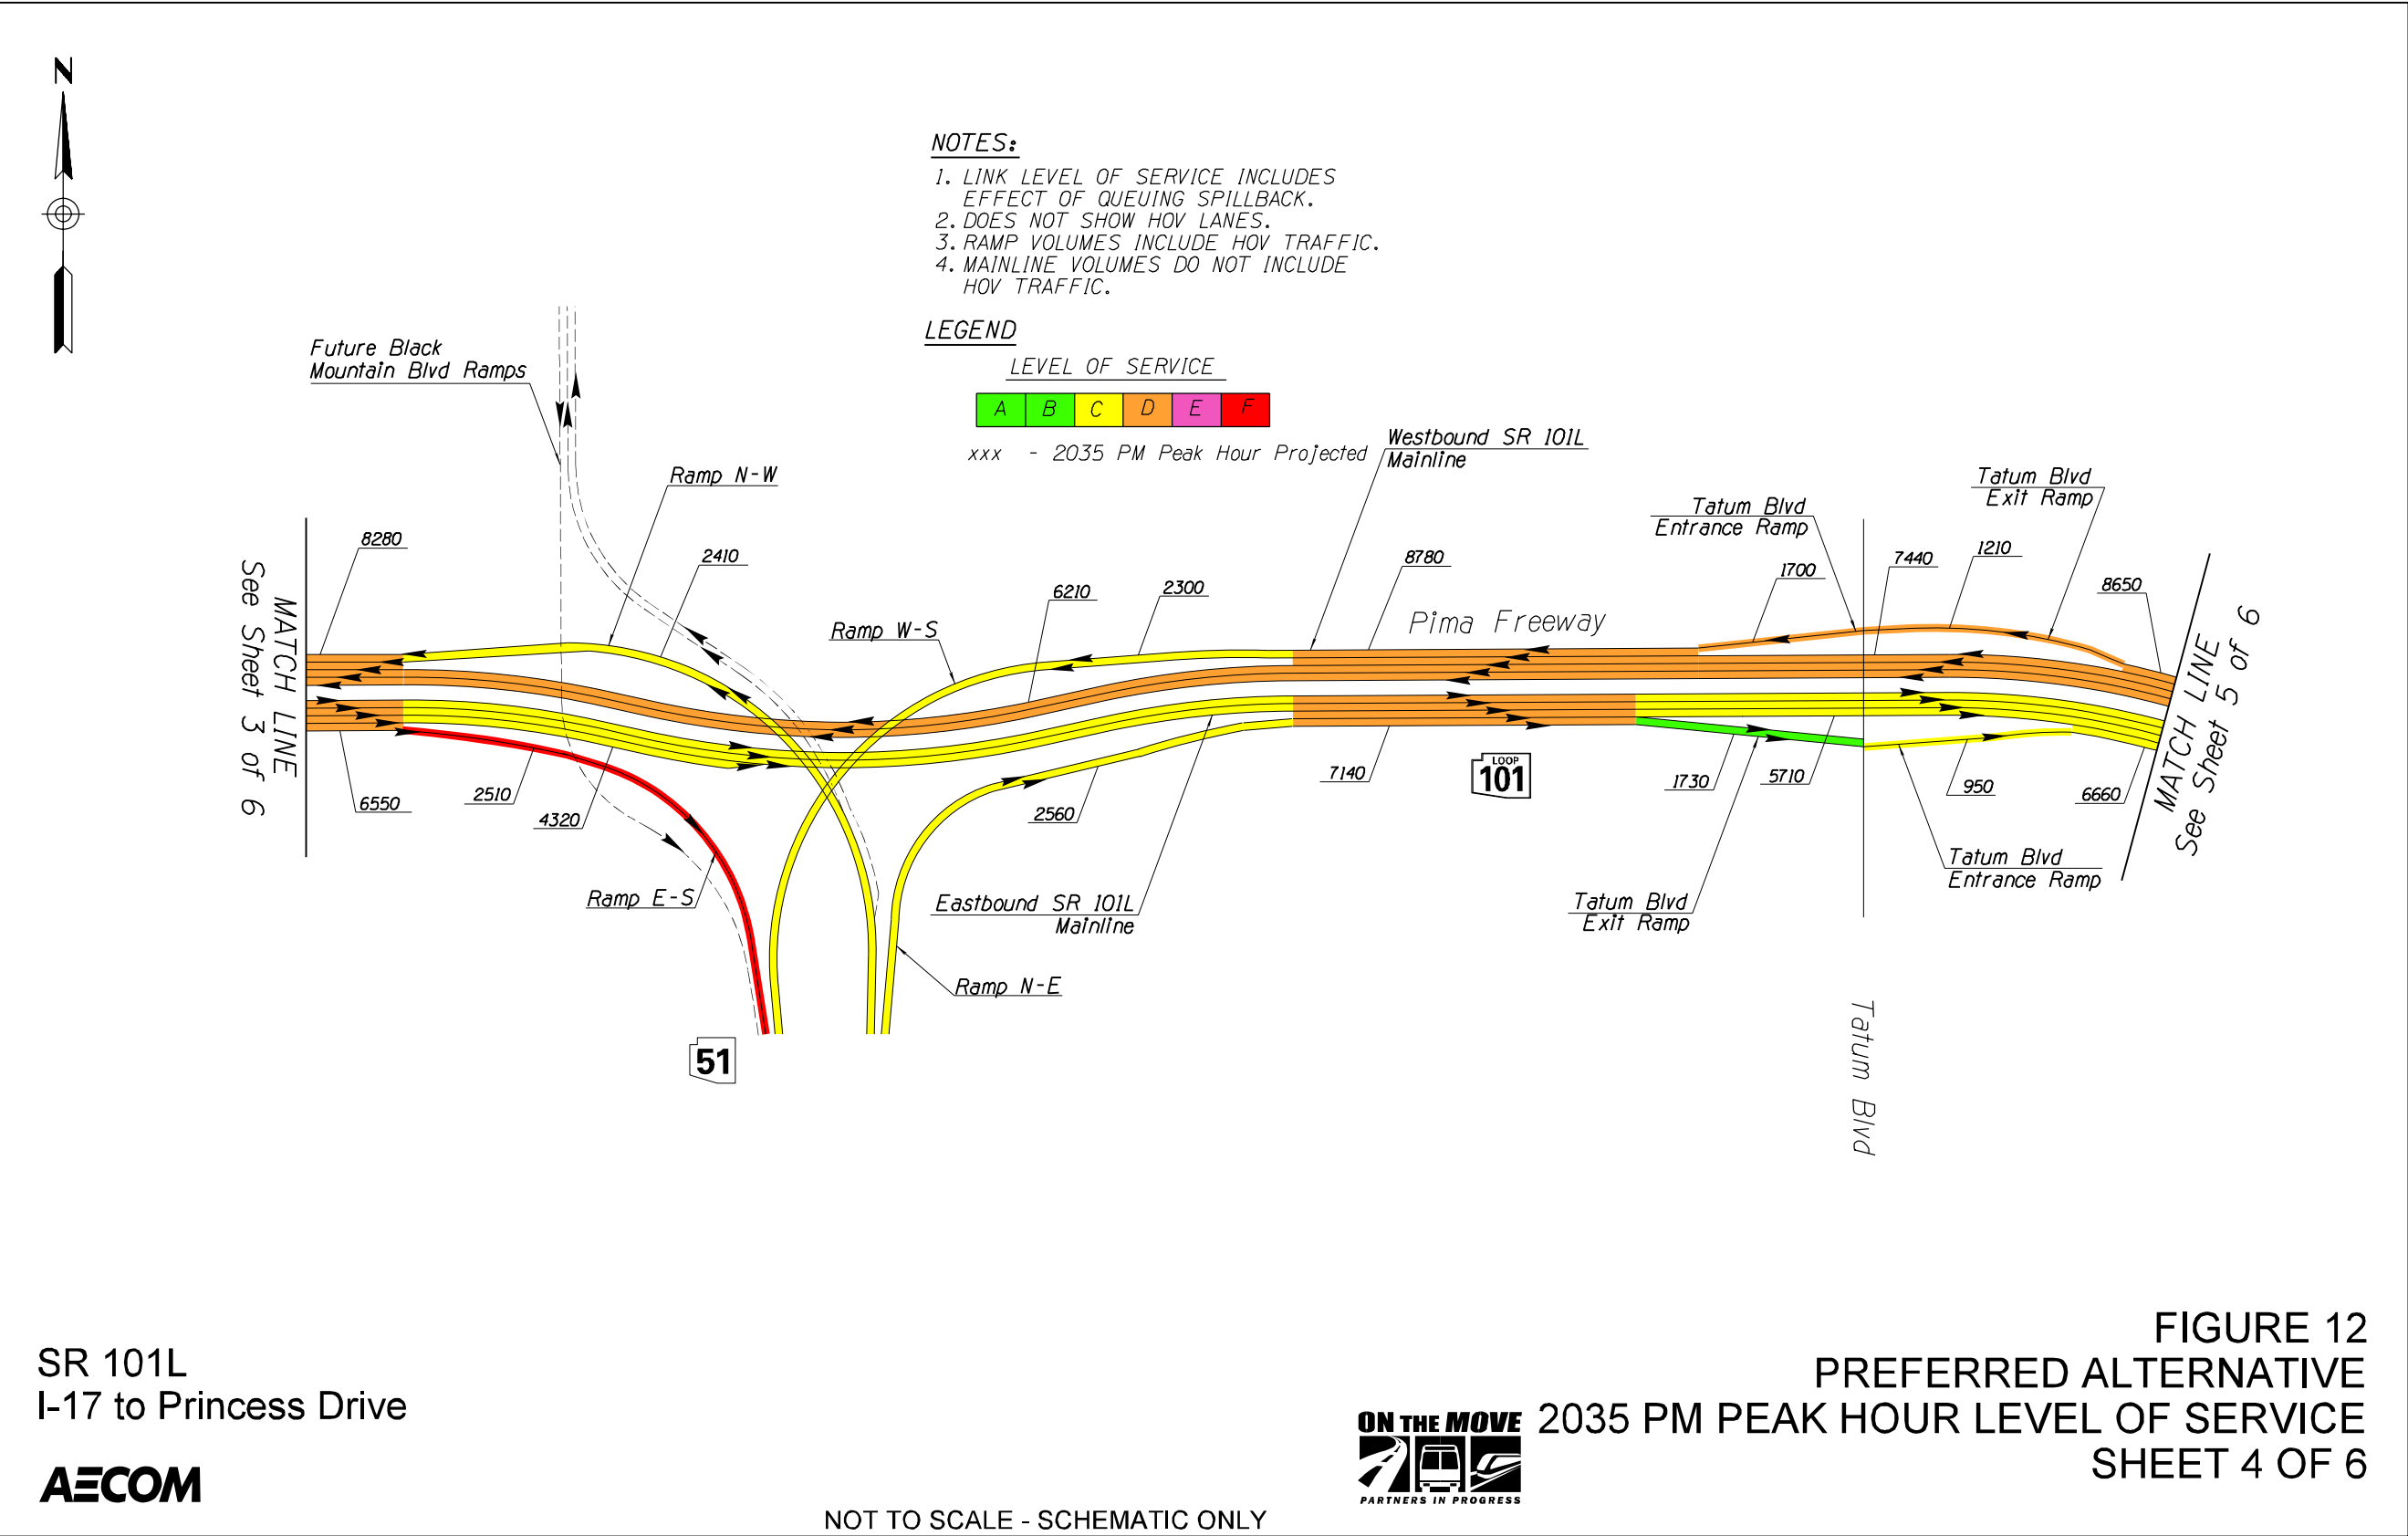 N
NOTES:
1. LINK LEVEL OF SERVICE INCLUDES
EFFECT OF QUEUING SPILLBACK.
2. DOES NOT SHOW HOV LANES.
3. RAMP VOLUMES INCLUDE HOV TRAFFIC.
4. MAINLINE VOLUMES DO NOT INCLUDE
HOV TRAFFIC.
LEGEND
LEVEL OF SERVICE
A B C D E F
xxx - 2035 PM Peak Hour Projected
Future Black
Mountain Blvd Ramps
Ramp N-W
Westbound SR 101L
Mainline
Tatum Blvd
Entrance Ramp
Tatum Blvd
Exit Ramp
8280
2410
6210
2300
8780
1700
7440
1210
8650
Ramp W-S
Pima Freeway
MATCH LINE
See Sheet 3 of 6
MATCH LINE
See Sheet 5 of 6
6550
2510
4320
2560
7140
LOOP
101
1730
5710
950
6660
Ramp E-S
Eastbound SR 101L
Mainline
Tatum Blvd
Exit Ramp
Tatum Blvd
Entrance Ramp
Ramp N-E
51
Tatum Blvd
SR 101L
I-17 to Princess Drive
AECOM
ON THE MOVE
PARTNERS IN PROGRESS
FIGURE 12
PREFERRED ALTERNATIVE
2035 PM PEAK HOUR LEVEL OF SERVICE
SHEET 4 OF 6
NOT TO SCALE - SCHEMATIC ONLY